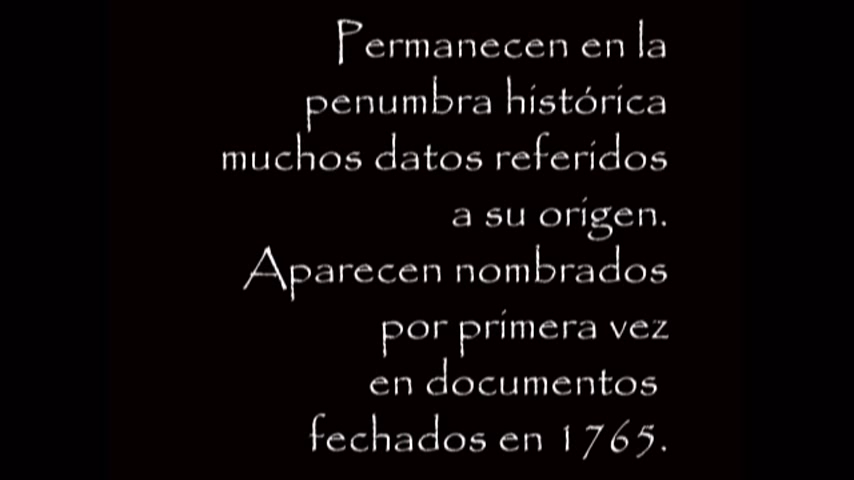 Permanecen en la
penumbra histórica
muchos datos referidos
a su origen.
Aparecen nombrados
por primera vez
en documentos
fechados en 1765.